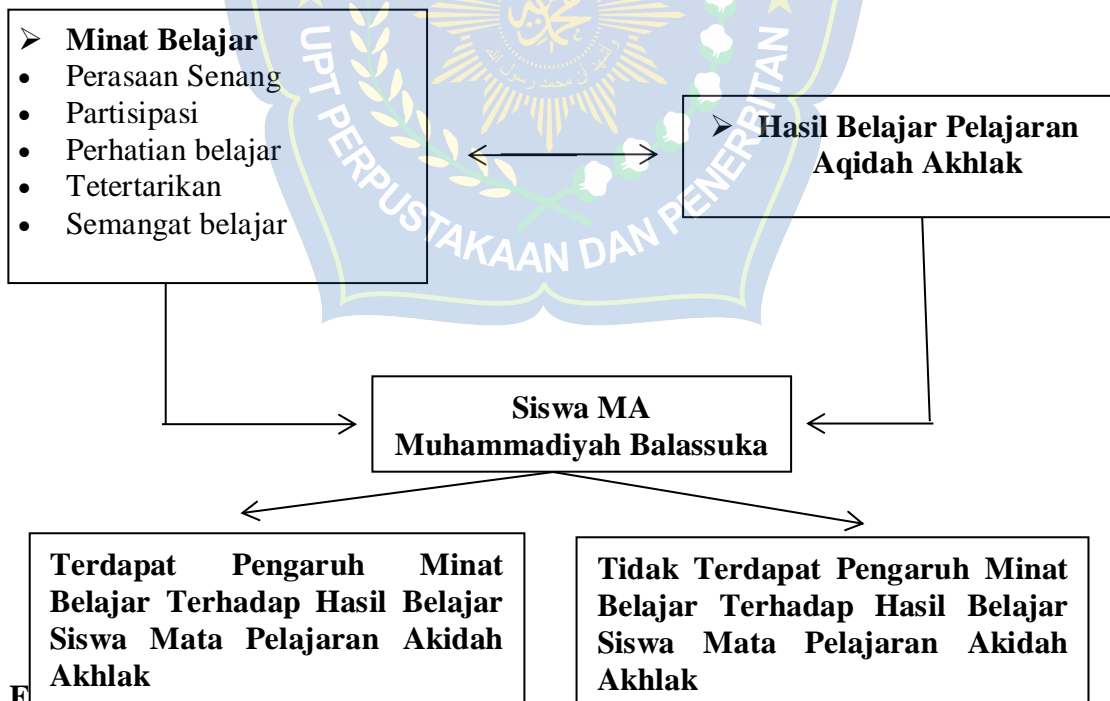 ➢ Minat Belajar
• Perasaan Senang
• Partisipasi
• Perhatian belajar
• Tetertarikan
• Semangat belajar
➢ Hasil Belajar Pelajaran
Aqidah Akhlak
UPT PERPUSTAKAAN DAN PENERBITAN
Siswa MA
Muhammadiyah Balassuka
Terdapat Pengaruh Minat
Belajar Terhadap Hasil Belajar
Siswa Mata Pelajaran Akidah
Akhlak
Tidak Terdapat Pengaruh Minat
Belajar Terhadap Hasil Belajar
Siswa Mata Pelajaran Akidah
Akhlak